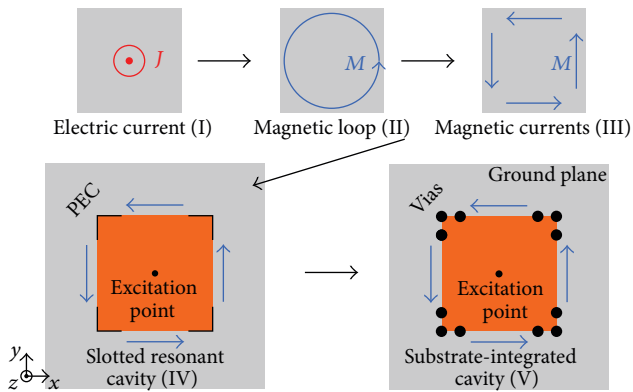 J
M
M
Electric current (I)
Magnetic loop (II)
Magnetic currents (III)
PEC
Excitation
point
Slotted resonant
cavity (IV)
Ground plane
Vias
Excitation
point
Substrate-integrated
cavity (V)
y
z
x